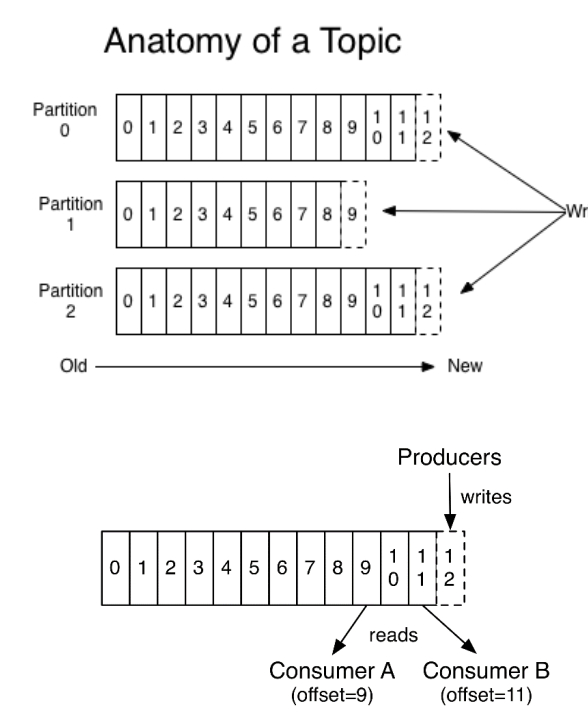 Anatomy of a Topic
Partition
0
0 1 2 3 4 5 6 7 8 9 10 11 12
Partition
1
0 1 2 3 4 5 6 7 8 9
Wr
Partition
2
0 1 2 3 4 5 6 7 8 9 10 11 12
Old New
Producers
writes
0 1 2 3 4 5 6 7 8 9 10 11 12
reads
Consumer A Consumer B
(offset=9) (offset=11)